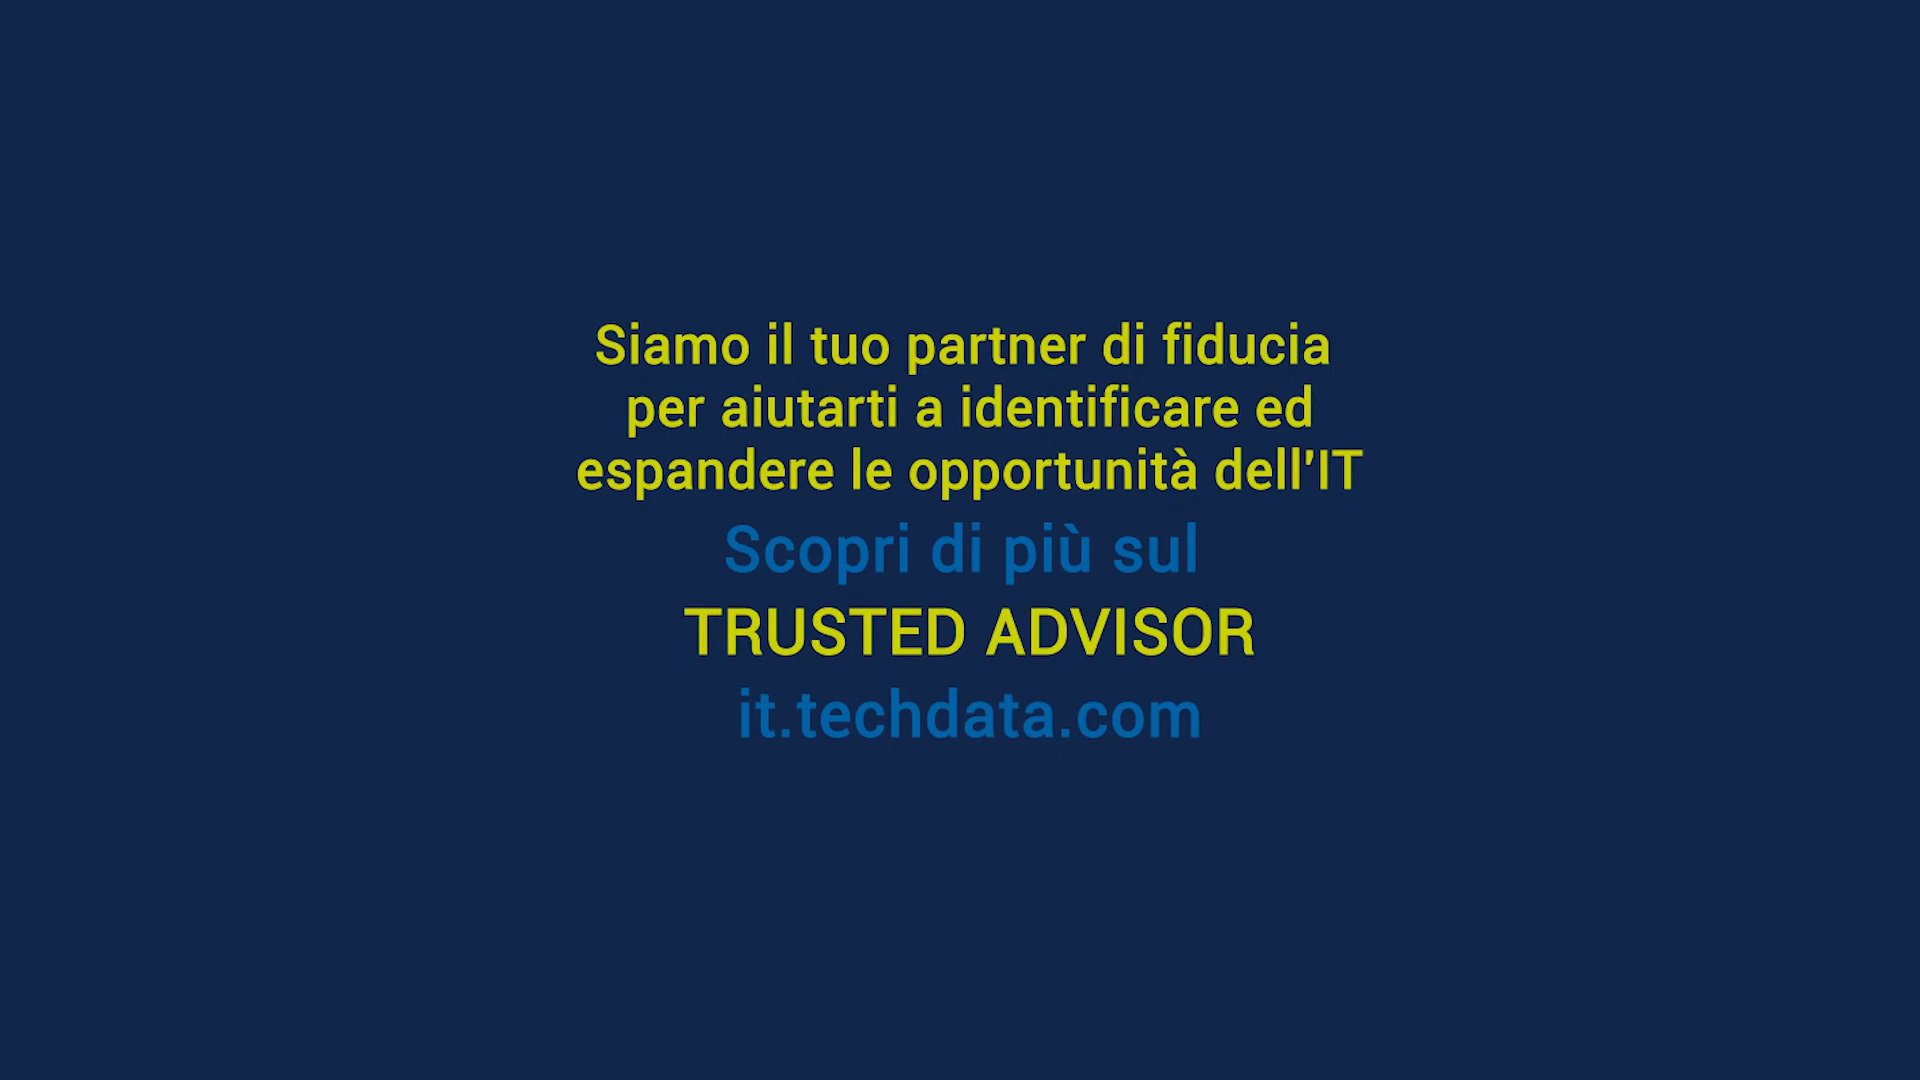 Siamo il tuo partner di fiducia
per aiutarti a identificare ed
espandere le opportunità dell'IT
Scopri di più sul
TRUSTED ADVISOR
it.techdata.com